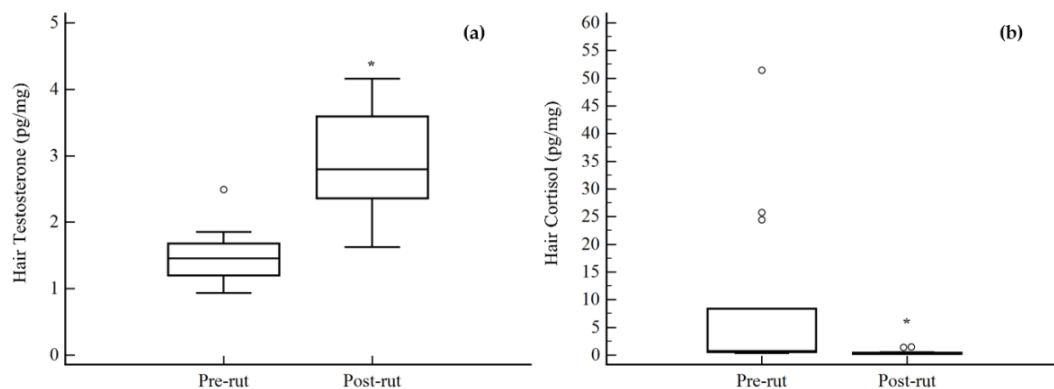 (a)
Hair Testosterone (pg/mg)
5
4
3
2
1
0
*
Pre-rut
Post-rut
(b)
Hair Cortisol (pg/mg)
60
55
50
45
40
35
30
25
20
15
10
5
0
*
Pre-rut
Post-rut